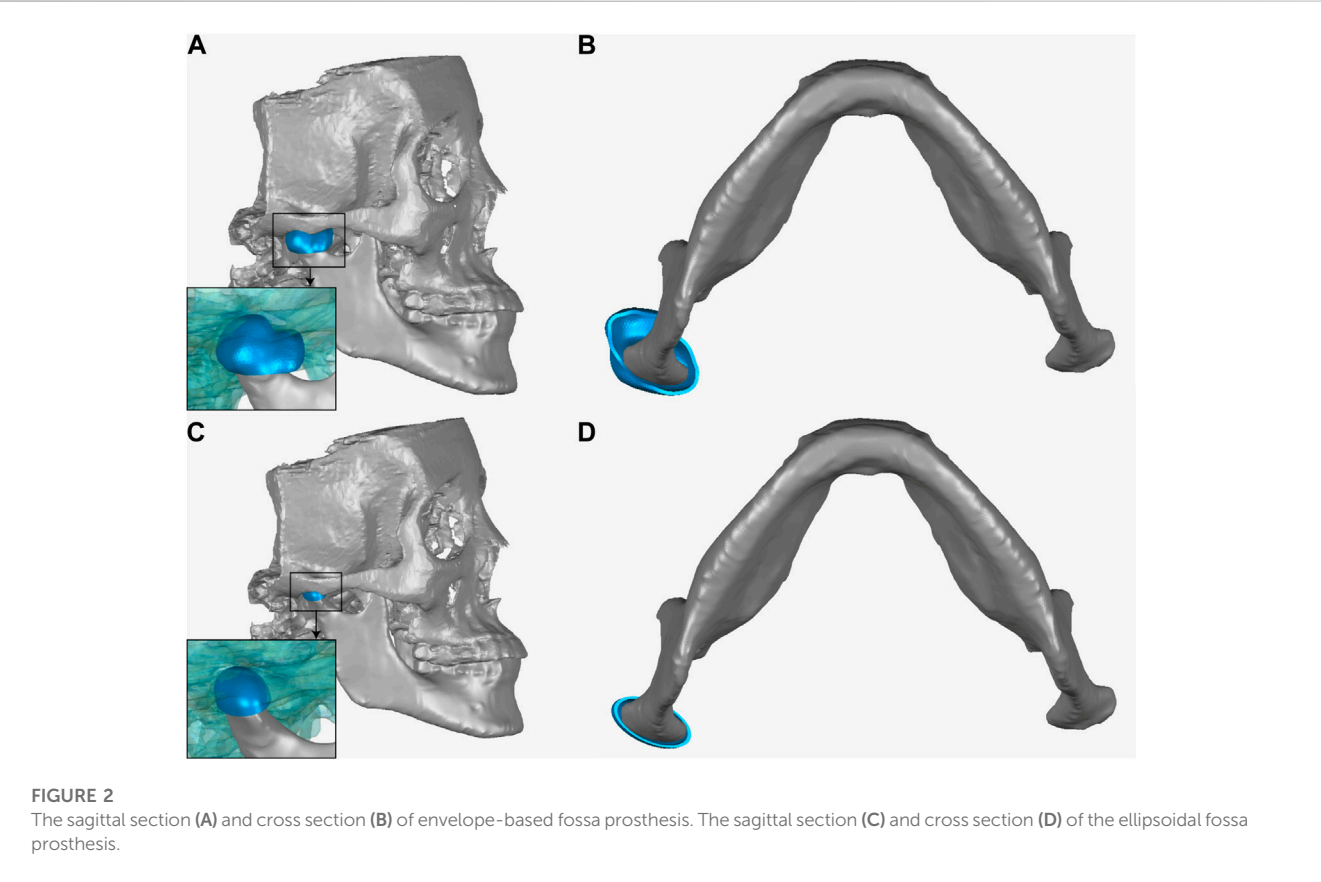 A
B
C
D
FIGURE 2
The sagittal section (A) and cross section (B) of envelope-based fossa prosthesis. The sagittal section (C) and cross section (D) of the ellipsoidal fossa
prosthesis.